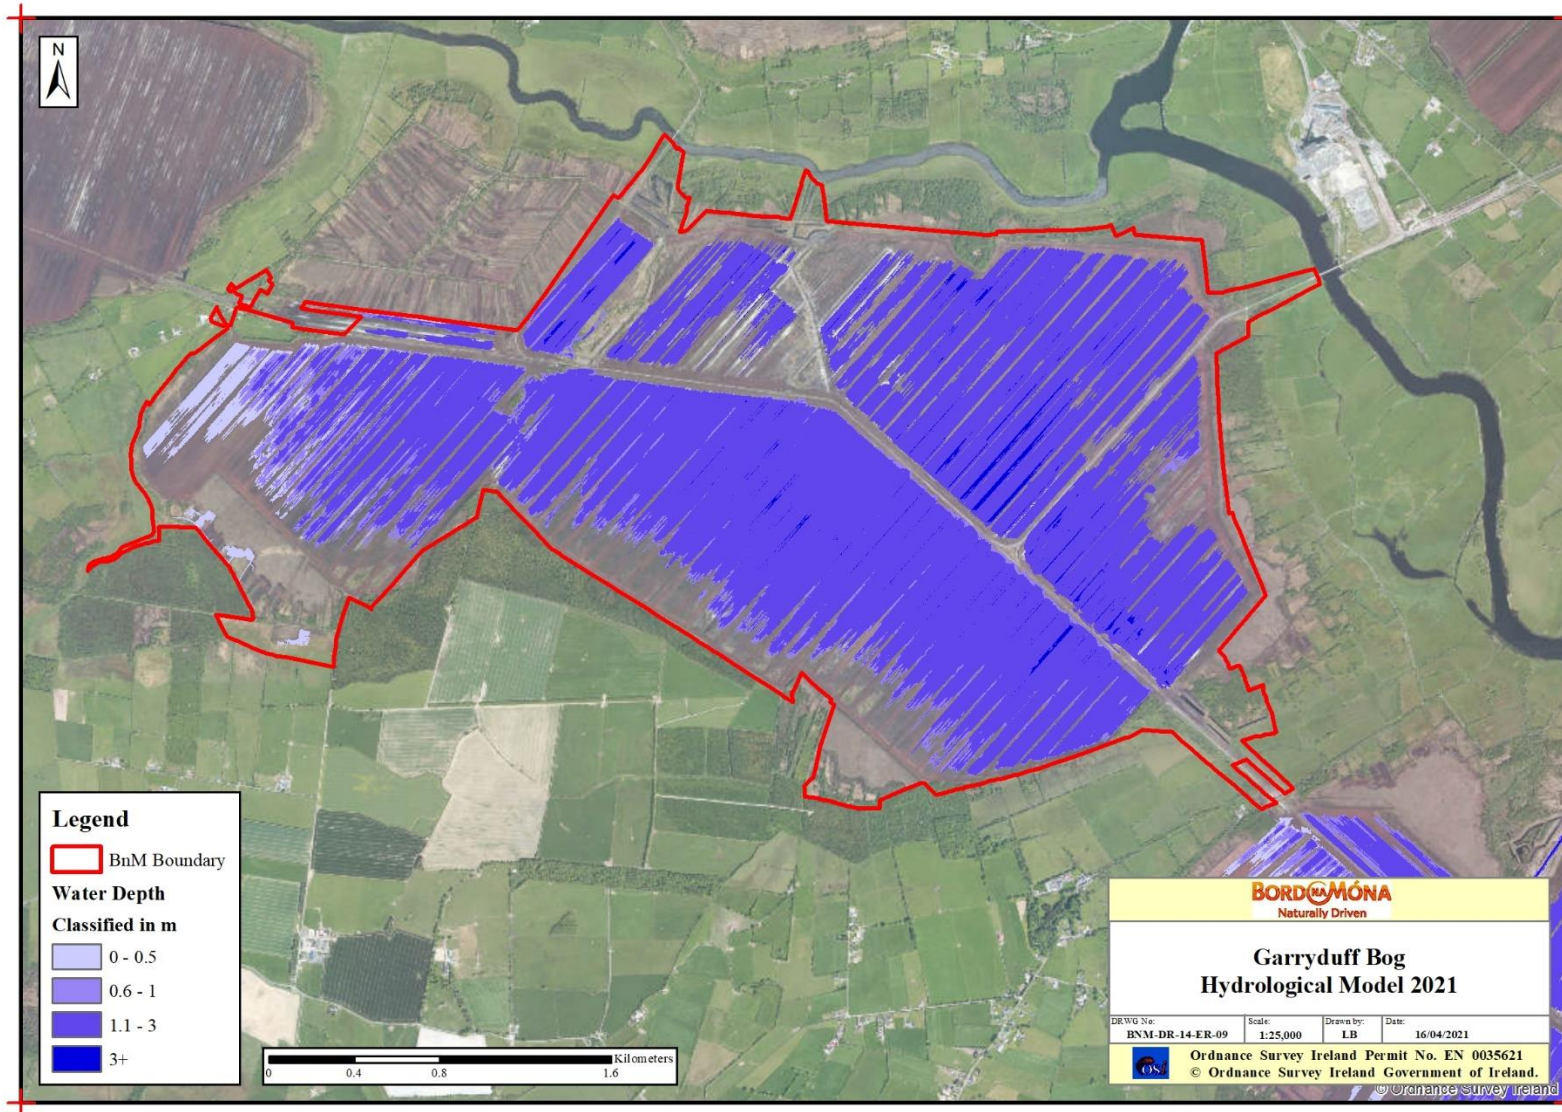 N
Legend
BnM Boundary
Water Depth
Classified in m
0 - 0.5
0.6 - 1
1.1 - 3
3+
Kilometers
0 0.4 0.8 1.6
BORD NA MÓNA
Naturally Driven
Garryduff Bog
Hydrological Model 2021
DRWG No: Scale: Drawn by: Date:
BNM-DR-14-ER-09 1:25,000 LB 16/04/2021
OSi
Ordnance Survey Ireland Permit No. EN 0035621
© Ordnance Survey Ireland Government of Ireland.
© Ordnance Survey Ireland